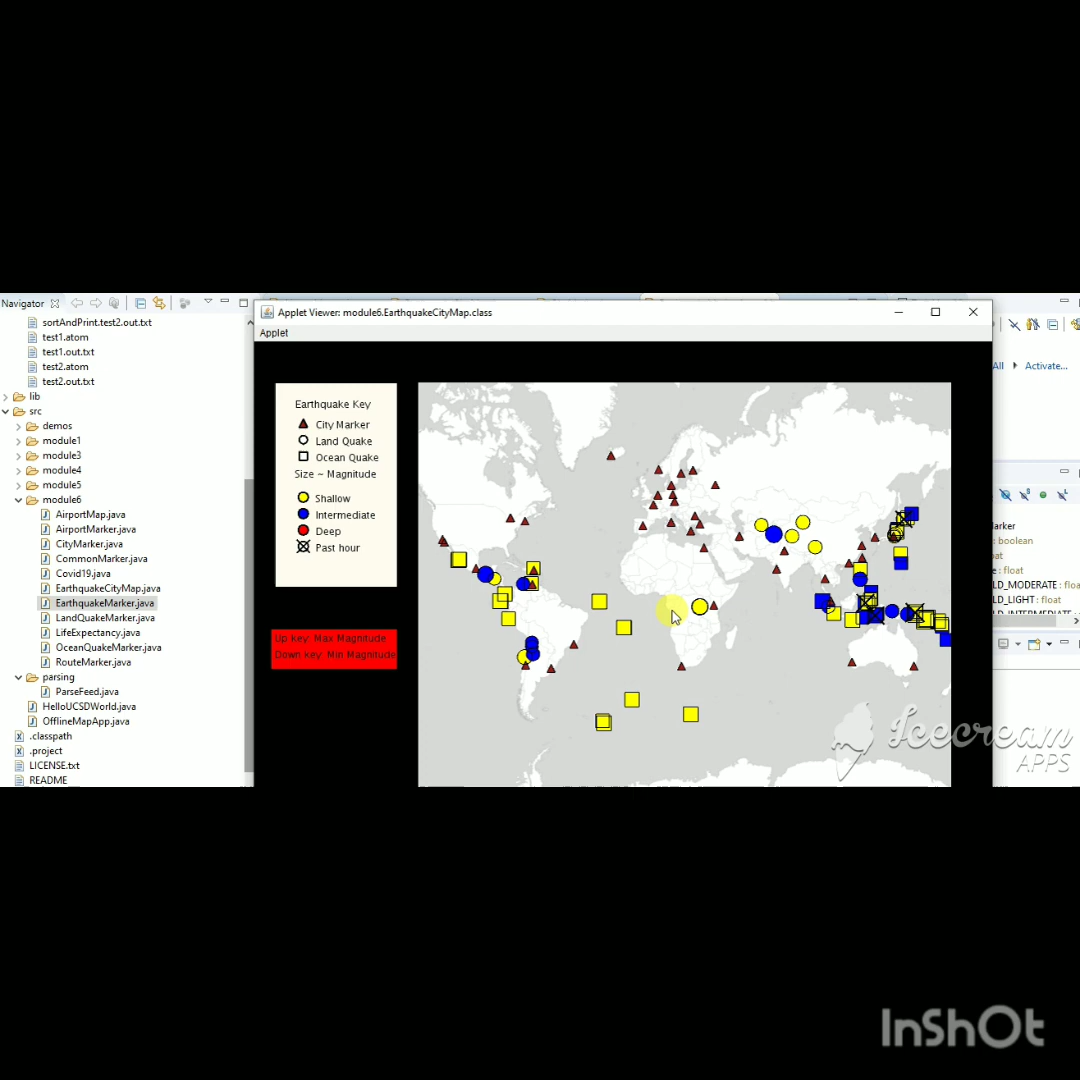 Navigator
sortAndPrint.test2.out.txt
test1.atom
test1.out.txt
test2.atom
test2.out.txt
lib
src
demos
module1
module3
module4
module5
module6
AirportMap.java
AirportMarker.java
CityMarker.java
CommonMarker.java
Covid19.java
EarthquakeCityMap.java
EarthquakeMarker.java
LandQuakeMarker.java
LifeExpectancy.java
OceanQuakeMarker.java
RouteMarker.java
parsing
ParseFeed.java
HelloUCSDWorld.java
OfflineMapApp.java
.classpath
.project
LICENSE.txt
README
Applet Viewer: module6.EarthquakeCityMap.class
Applet
Earthquake Key
City Marker
Land Quake
Ocean Quake
Size ~ Magnitude
Shallow
Intermediate
Deep
Past hour
Up Key: Max Magnitude
Down Key: Min Magnitude
All
Activate...
arker
: boolean
: float
LD_MODERATE : float
LD_LIGHT : float
Icecream
APPS
InShOt